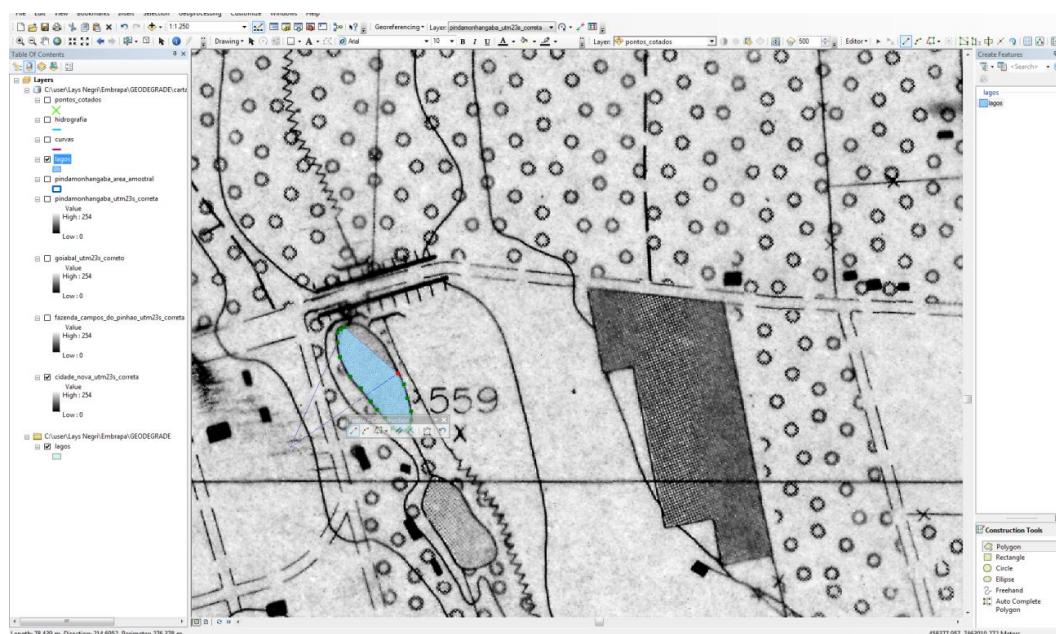 File Edit View Bookmarks Insert Selection Geoprocessing Customize Windows Help
1:1.250
Georeferencing Layer: pindamonhangaba_utm23s_correta
Drawing Arial 10 B I U A
Layer: pontos_cotados 500 Editor
Table Of Contents
Layers
C:\user\Lays Negri\Embrapa\GEODEGRADE\carta
pontos_cotados
hidrografia
curvas
lagos
pindamonhangaba_area_amostral
pindamonhangaba_utm23s_correta
Value
High : 254
Low : 0
goiabal_utm23s_correto
Value
High : 254
Low : 0
fazenda_campos_do_pinhao_utm23s_correta
Value
High : 254
Low : 0
cidade_nova_utm23s_correta
Value
High : 254
Low : 0
C:\user\Lays Negri\Embrapa\GEODEGRADE
lagos
559
x
Create Features
<Search>
lagos
lagos
Construction Tools
Polygon
Rectangle
Circle
Ellipse
Freehand
Auto Complete
Polygon